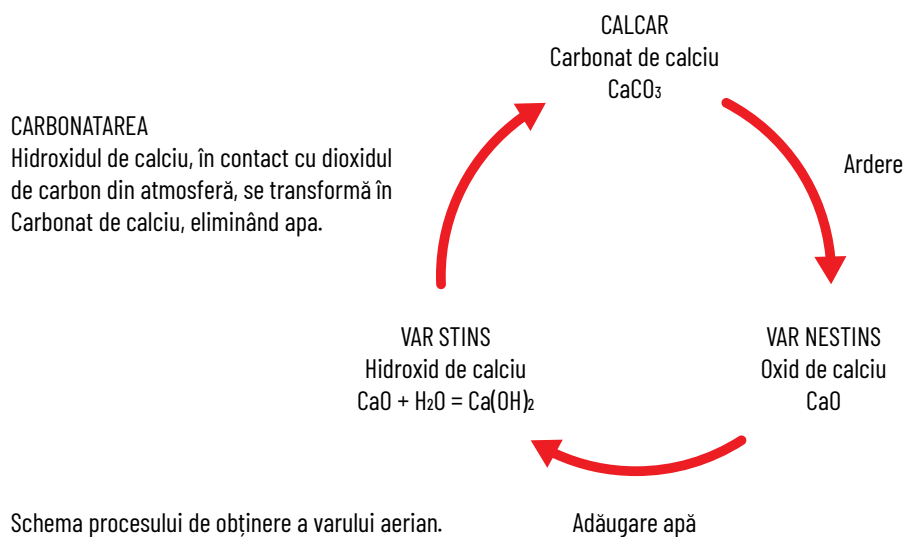 CALCAR
Carbonat de calciu
CaCO₃
CARBONATAREA
Hidroxidul de calciu, în contact cu dioxidul
de carbon din atmosferă, se transformă în
Carbonat de calciu, eliminând apa.
Ardere
VAR STINS
Hidroxid de calciu
CaO + H₂O = Ca(OH)₂
VAR NESTINS
Oxid de calciu
CaO
Schema procesului de obținere a varului aerian.
Adăugare apă